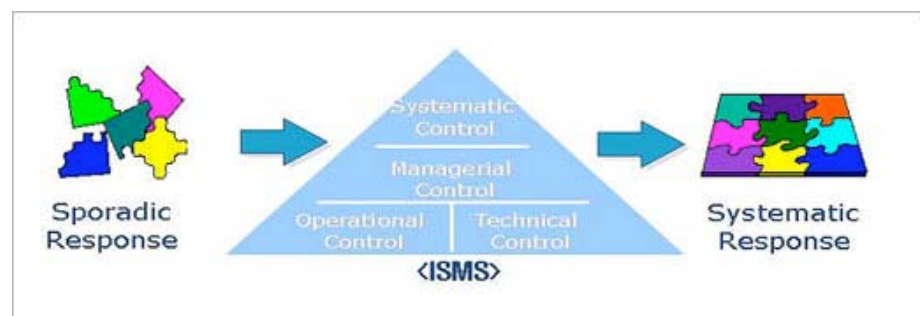 Sporadic
Response
Systematic
Control
Managerial
Control
Operational
Control
Technical
Control
<ISMS>
Systematic
Response